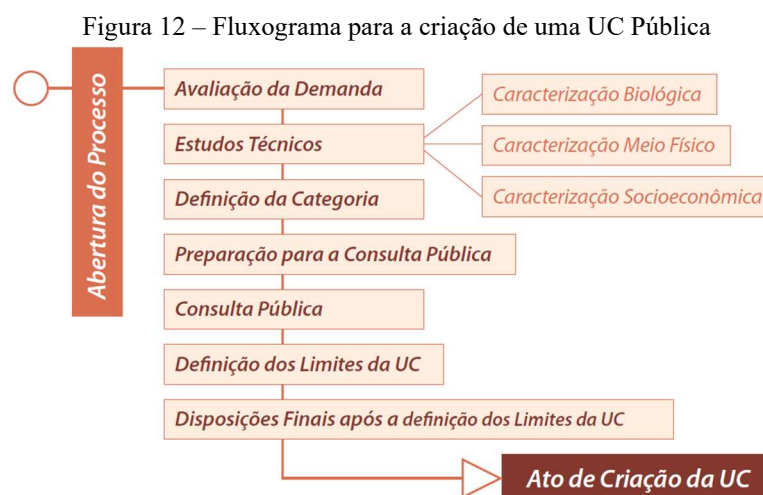 Figura 12 – Fluxograma para a criação de uma UC Pública
Abertura do Processo
Avaliação da Demanda
Estudos Técnicos
Caracterização Biológica
Caracterização Meio Físico
Caracterização Socioeconômica
Definição da Categoria
Preparação para a Consulta Pública
Consulta Pública
Definição dos Limites da UC
Disposições Finais após a definição dos Limites da UC
Ato de Criação da UC